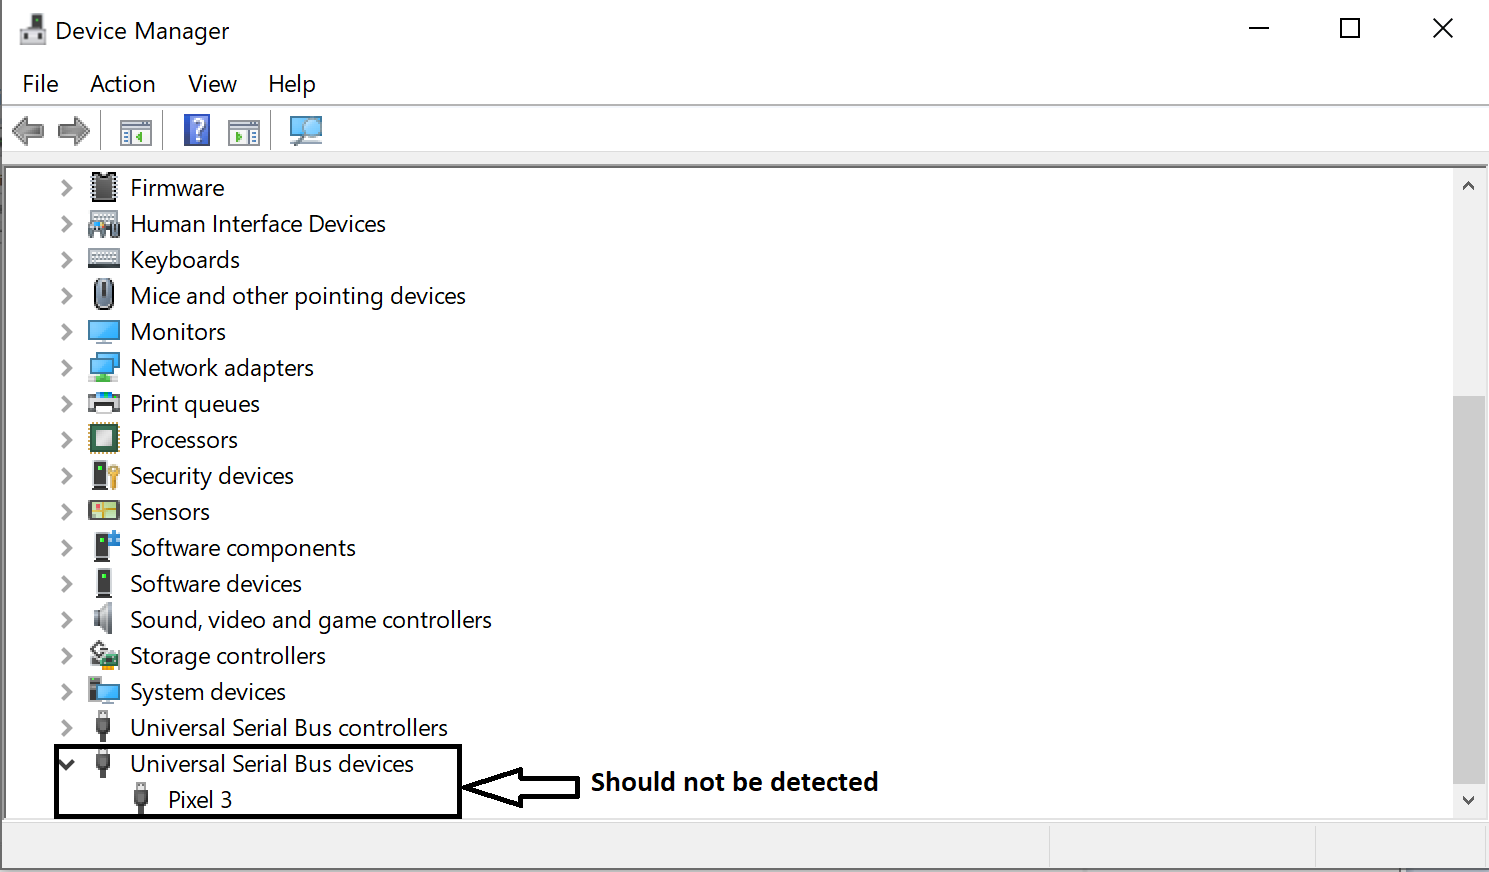 Device Manager
File Action View Help
?
Firmware
Human Interface Devices
Keyboards
Mice and other pointing devices
Monitors
Network adapters
Print queues
Processors
Security devices
Sensors
Software components
Software devices
Sound, video and game controllers
Storage controllers
System devices
Universal Serial Bus controllers
Universal Serial Bus devices
Pixel 3
Should not be detected